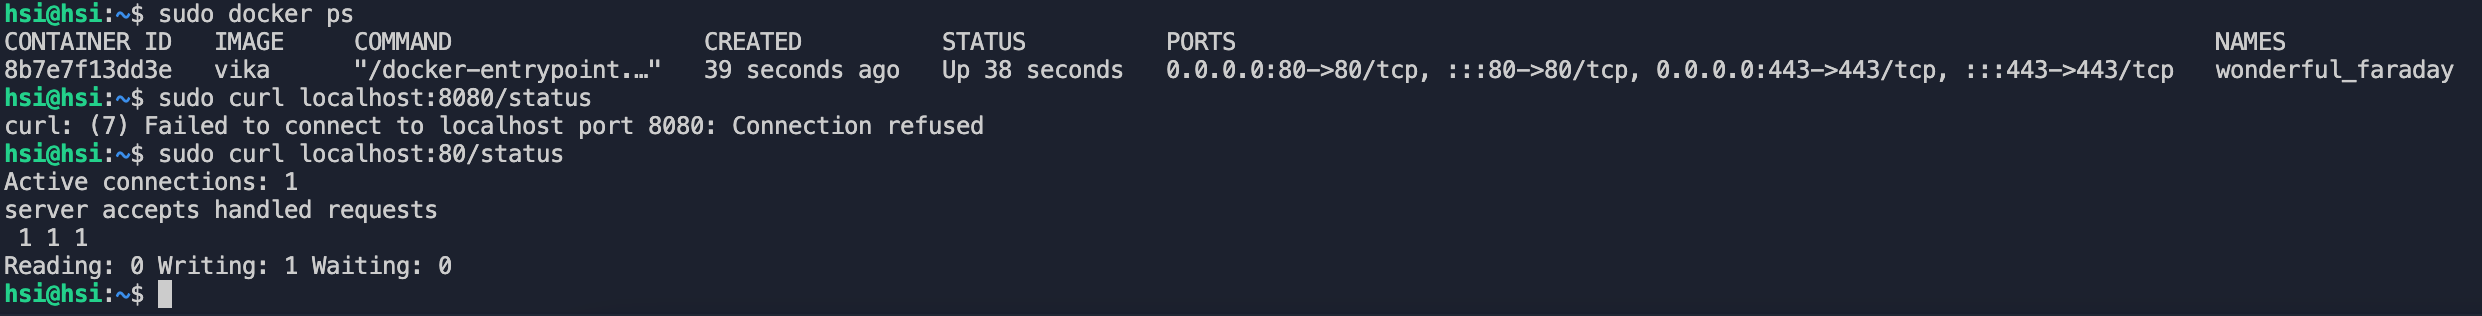 hsi@hsi:~$ sudo docker ps
CONTAINER ID   IMAGE     COMMAND                  CREATED          STATUS          PORTS                                                                      NAMES
8b7e7f13dd3e   vika      "/docker-entrypoint.…"   39 seconds ago   Up 38 seconds   0.0.0.0:80->80/tcp, :::80->80/tcp, 0.0.0.0:443->443/tcp, :::443->443/tcp   wonderful_faraday
hsi@hsi:~$ sudo curl localhost:8080/status
curl: (7) Failed to connect to localhost port 8080: Connection refused
hsi@hsi:~$ sudo curl localhost:80/status
Active connections: 1
server accepts handled requests
 1 1 1
Reading: 0 Writing: 1 Waiting: 0
hsi@hsi:~$